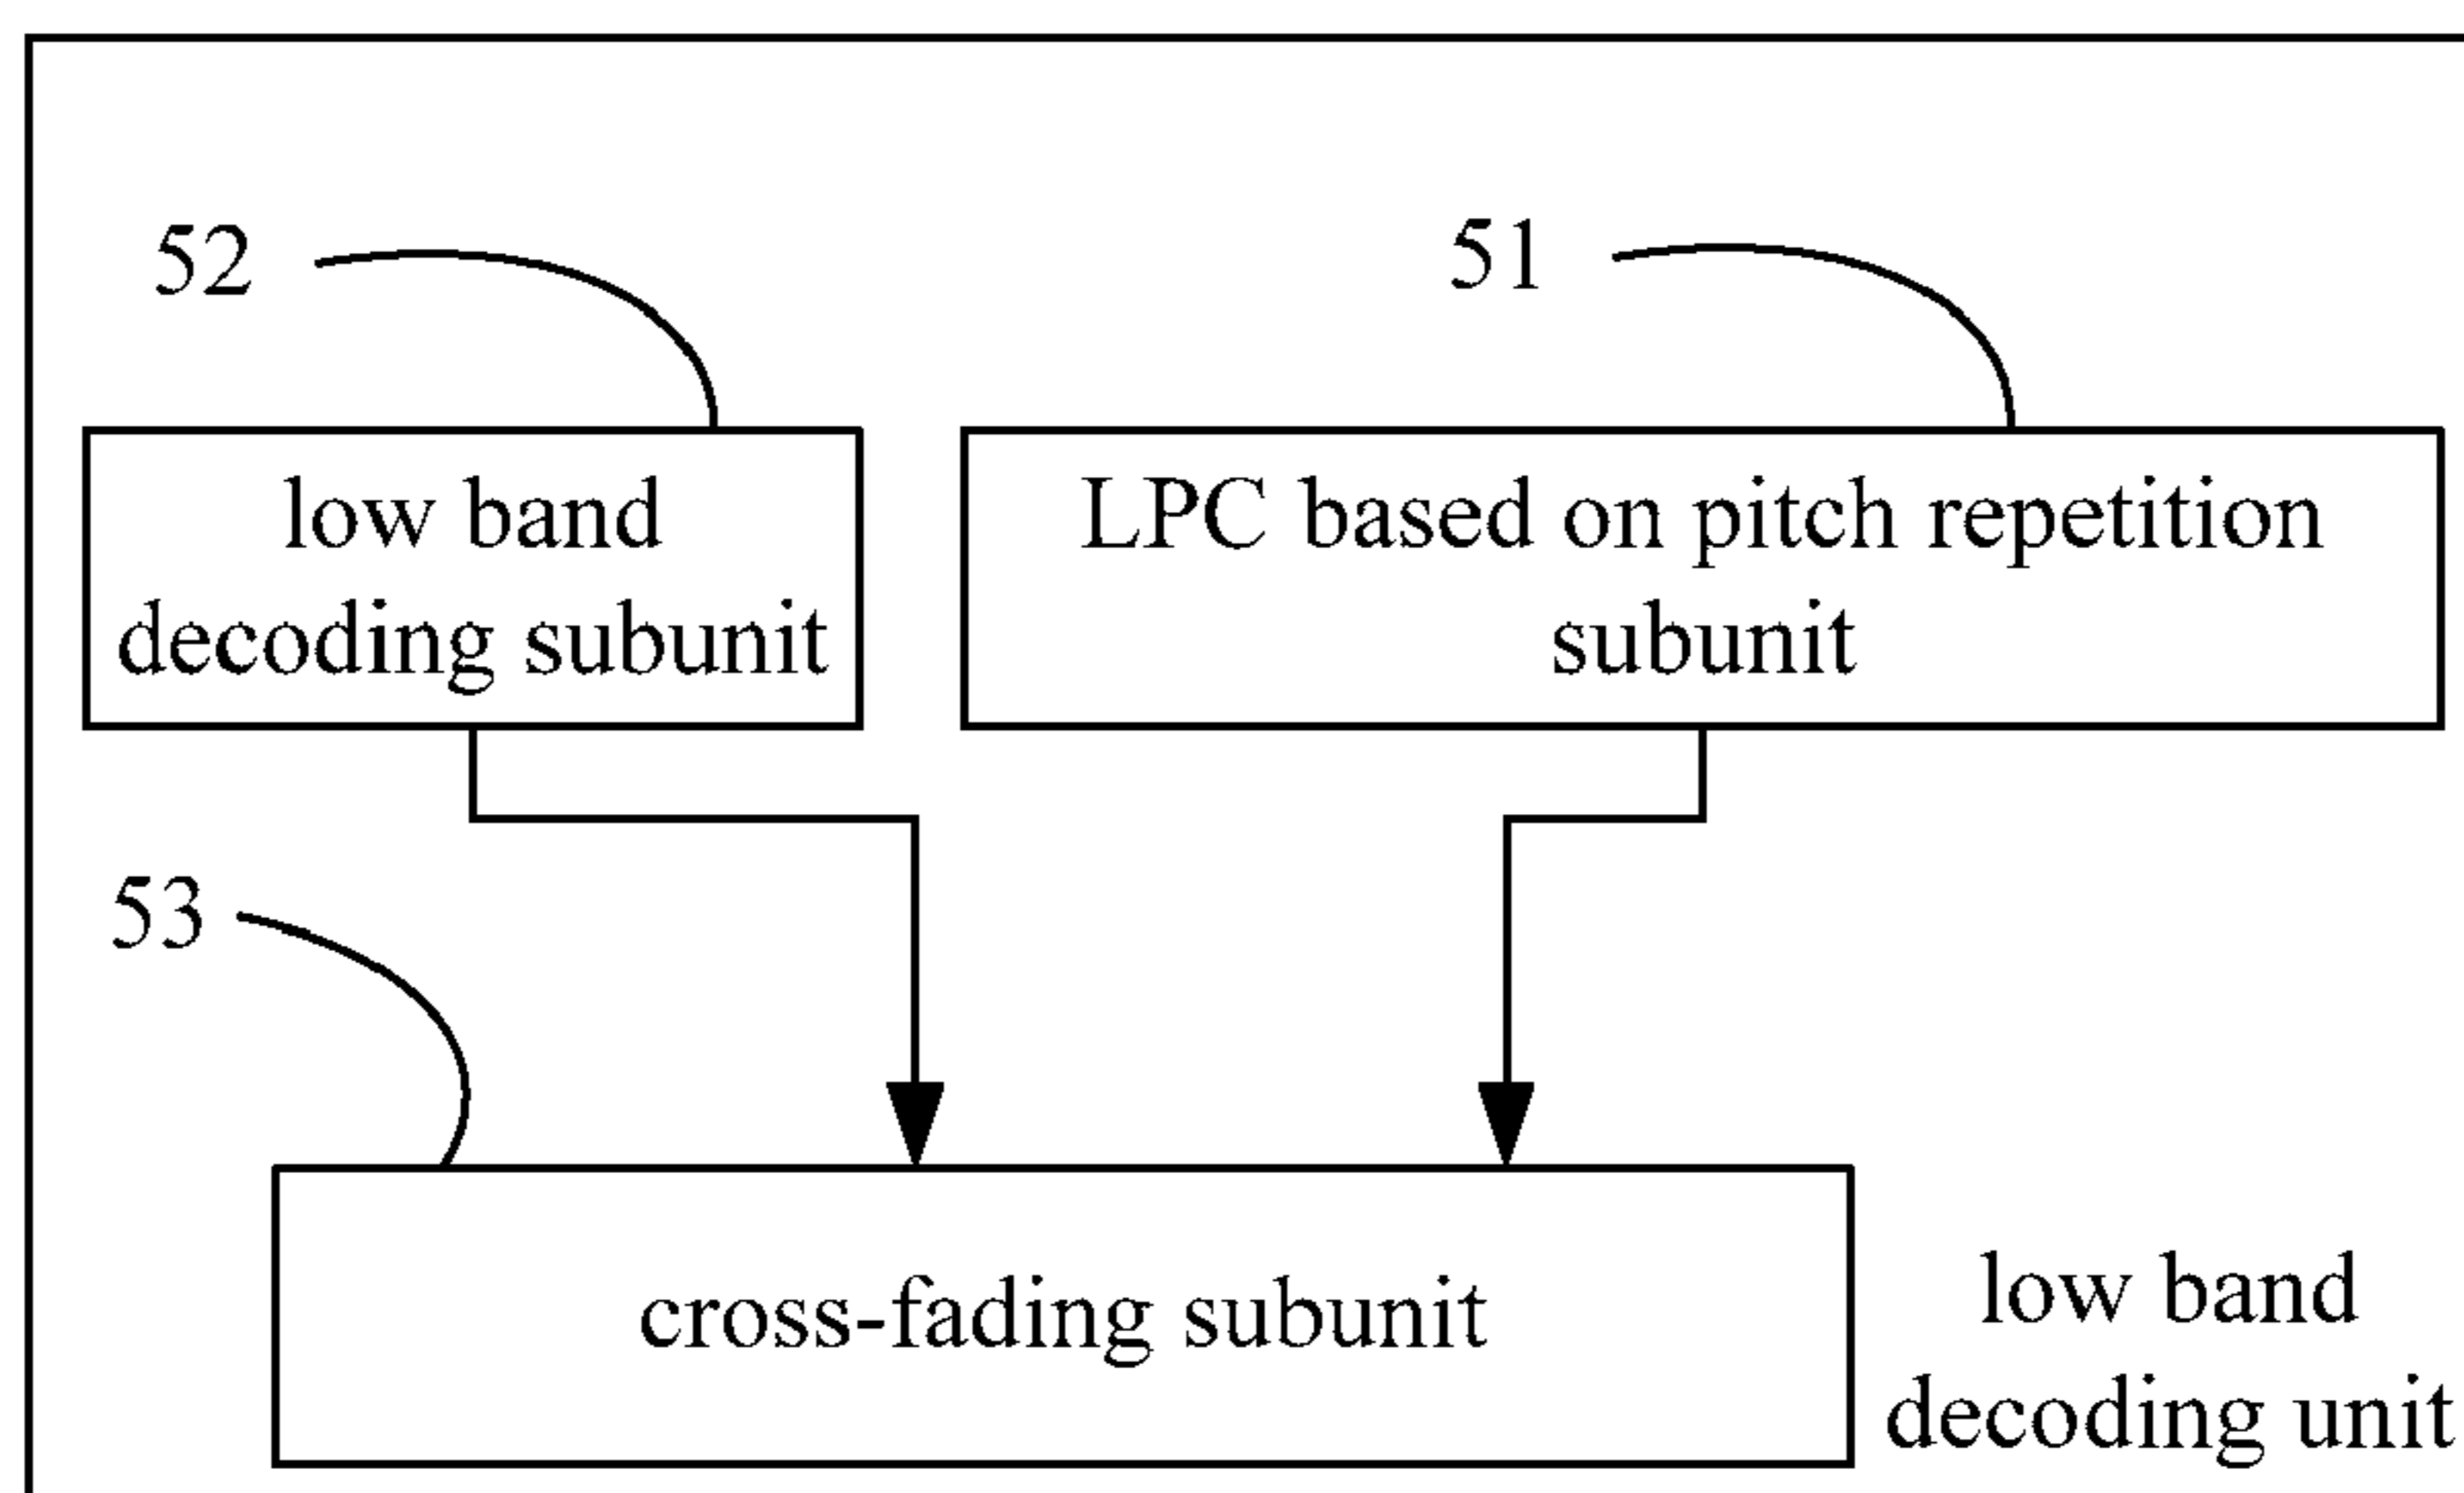 52
51
low band
decoding subunit
LPC based on pitch repetition
subunit
53
cross-fading subunit
low band
decoding unit